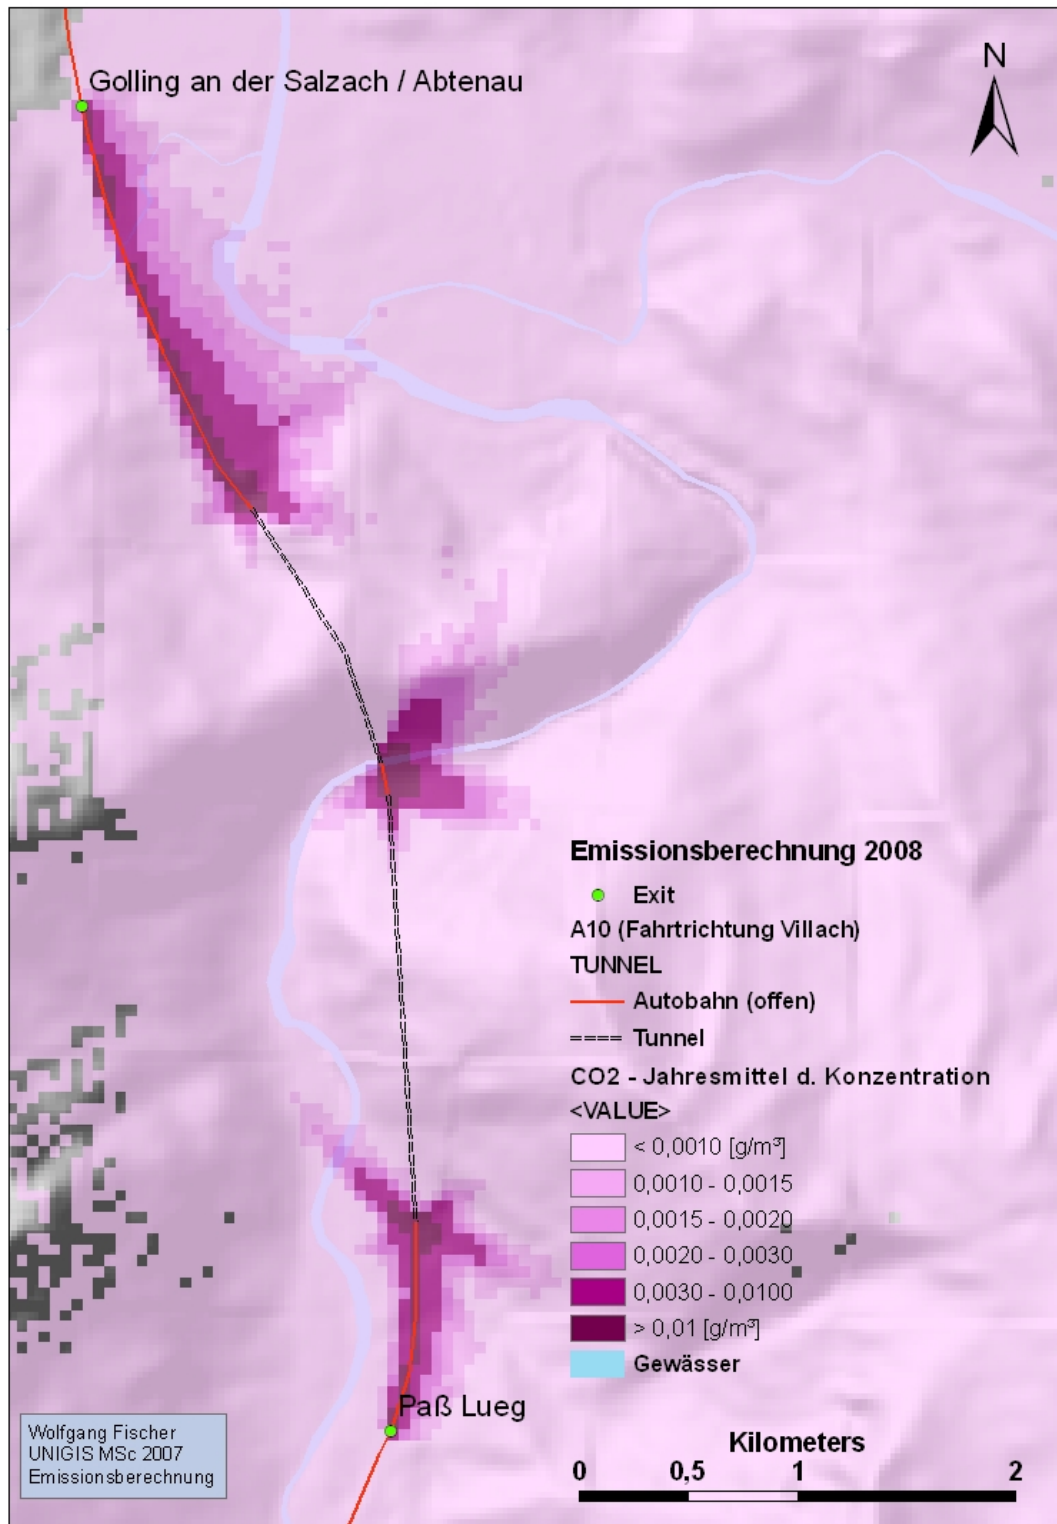 N
Golling an der Salzach / Abtenau
Emissionsberechnung 2008
Exit
A10 (Fahrtrichtung Villach)
TUNNEL
Autobahn (offen)
Tunnel
CO2 - Jahresmittel d. Konzentration
<VALUE>
< 0,0010 [g/m³]
0,0010 - 0,0015
0,0015 - 0,0020
0,0020 - 0,0030
0,0030 - 0,0100
> 0,01 [g/m³]
Gewässer
Paß Lueg
Wolfgang Fischer
UNIGIS MSc 2007
Emissionsberechnung
Kilometers
0 0,5 1 2